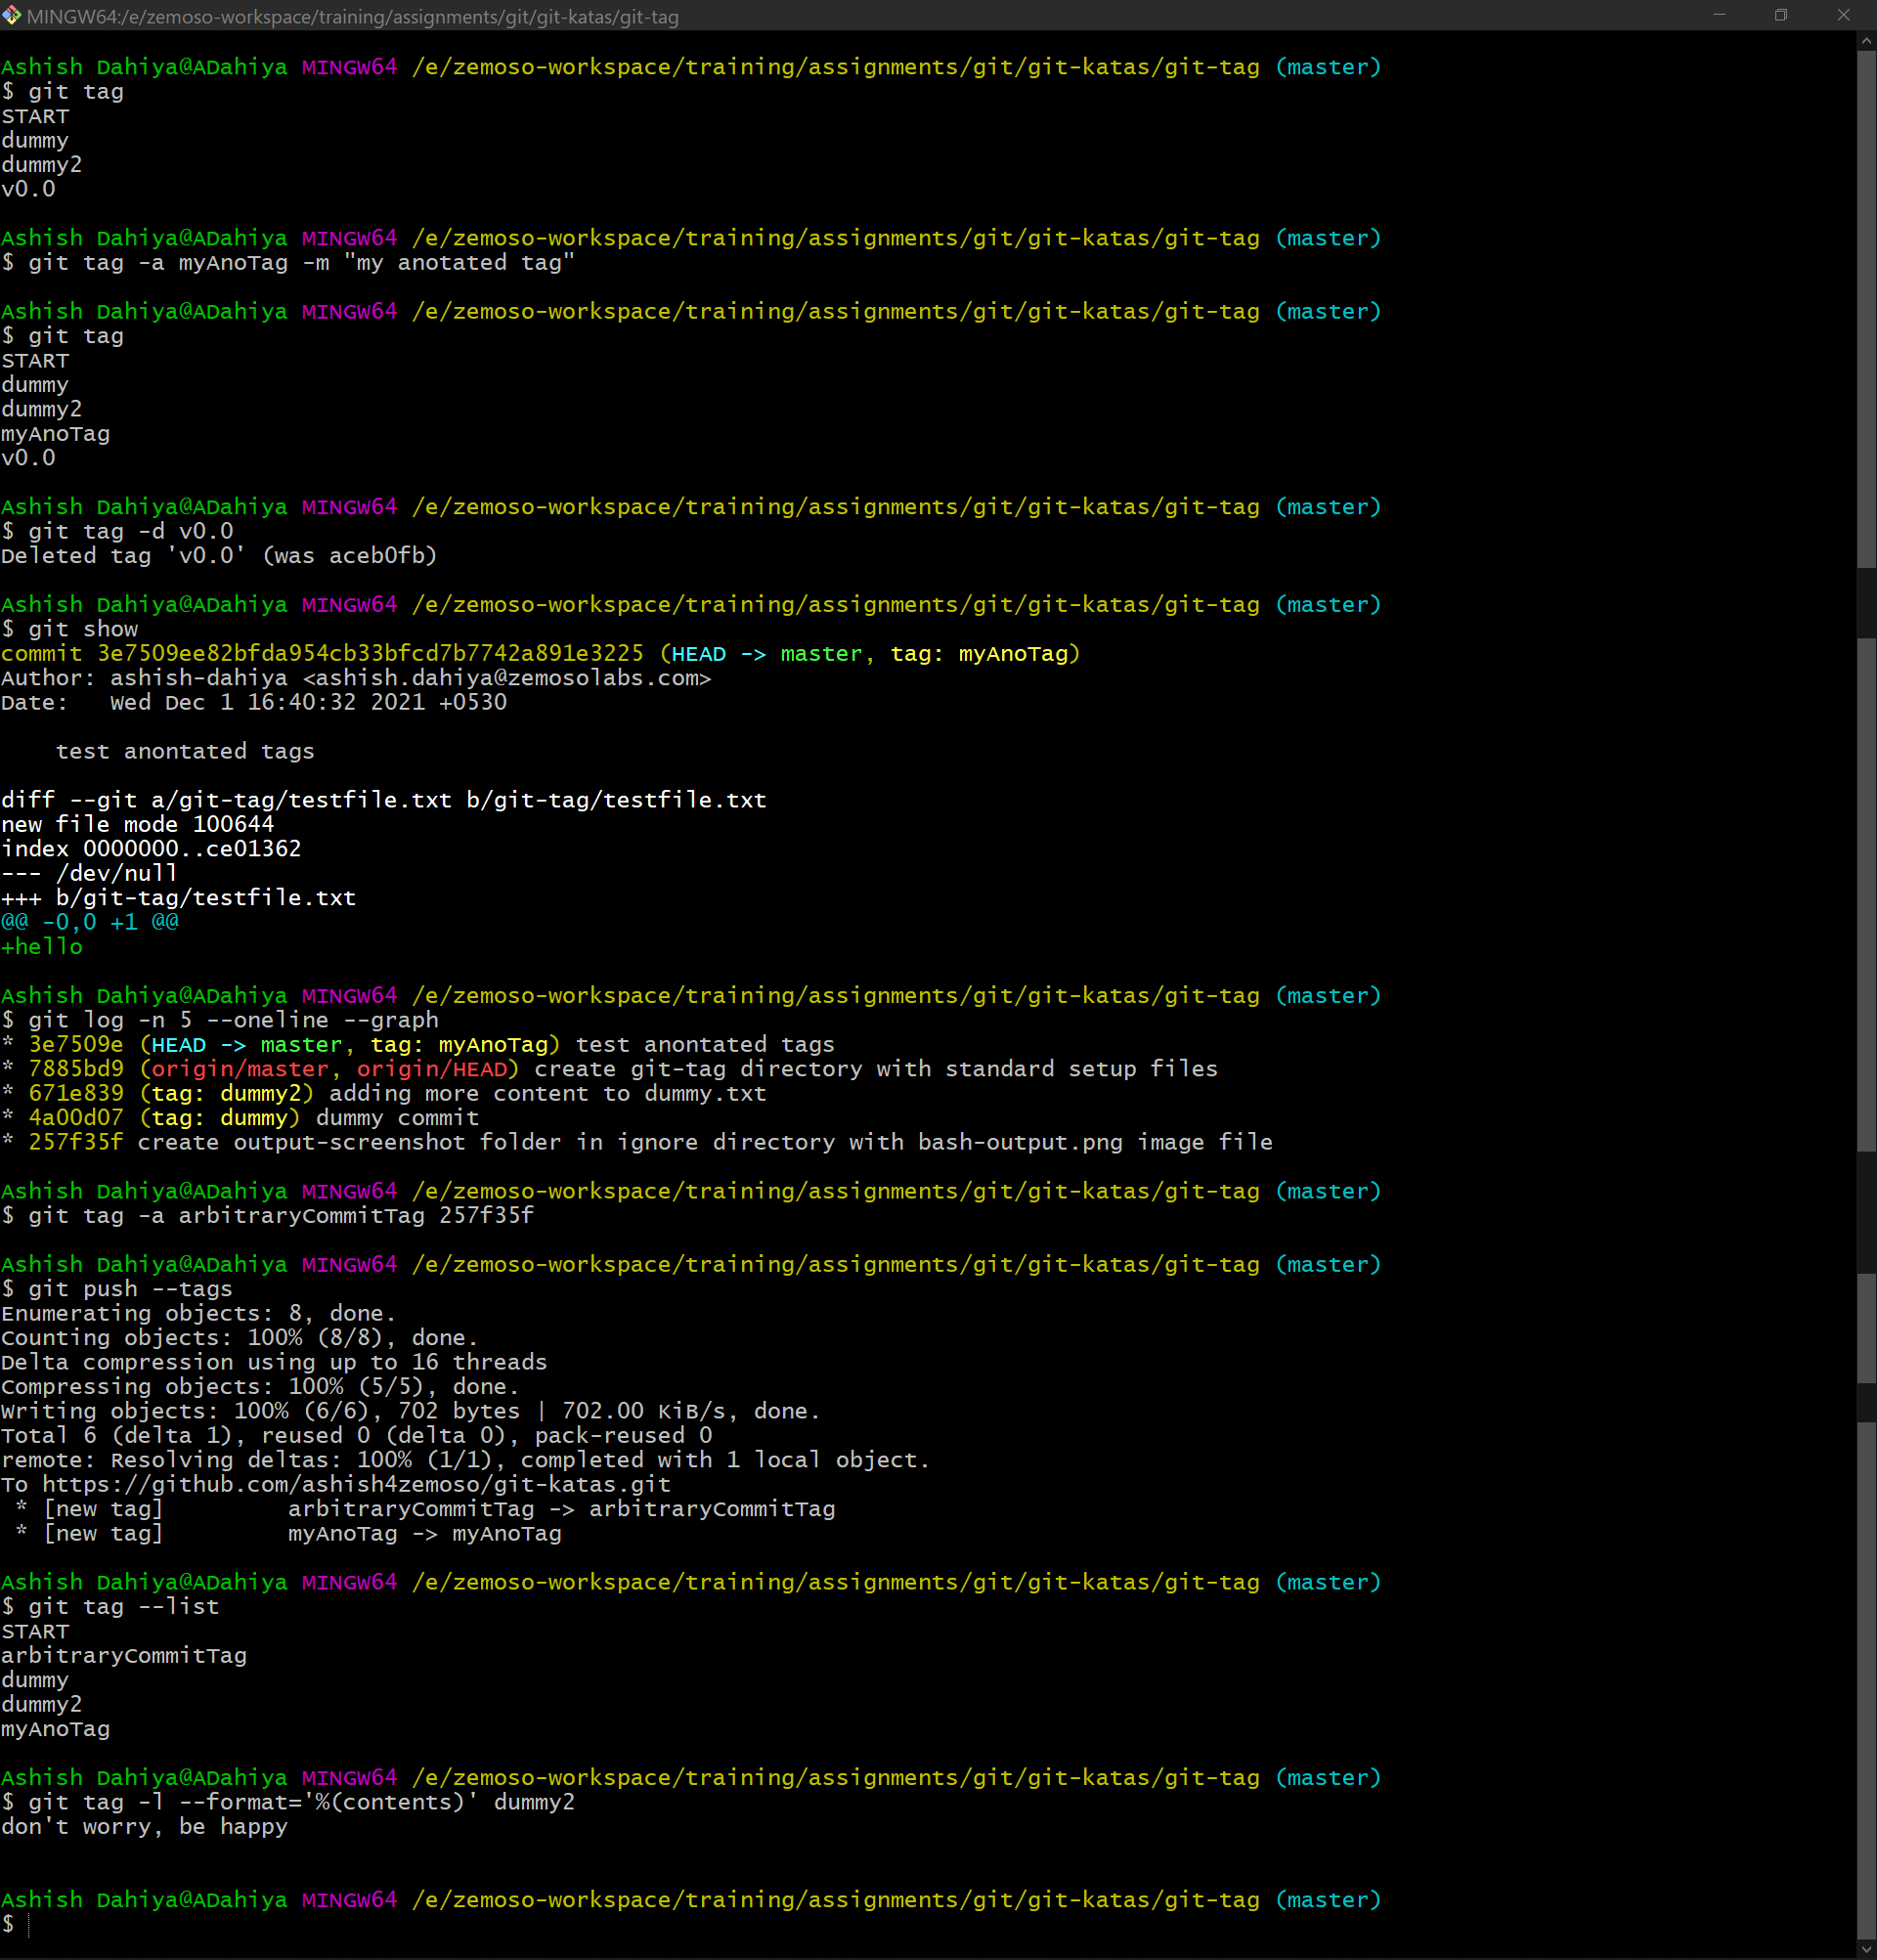 MINGW64:/e/zemoso-workspace/training/assignments/git/git-katas/git-tag
Ashish Dahiya@ADahiya MINGW64 /e/zemoso-workspace/training/assignments/git/git-katas/git-tag (master)
$ git tag
START
dummy
dummy2
v0.0
Ashish Dahiya@ADahiya MINGW64 /e/zemoso-workspace/training/assignments/git/git-katas/git-tag (master)
$ git tag -a myAnoTag -m "my anotated tag"
Ashish Dahiya@ADahiya MINGW64 /e/zemoso-workspace/training/assignments/git/git-katas/git-tag (master)
$ git tag
START
dummy
dummy2
myAnoTag
v0.0
Ashish Dahiya@ADahiya MINGW64 /e/zemoso-workspace/training/assignments/git/git-katas/git-tag (master)
$ git tag -d v0.0
Deleted tag 'v0.0' (was aceb0fb)
Ashish Dahiya@ADahiya MINGW64 /e/zemoso-workspace/training/assignments/git/git-katas/git-tag (master)
$ git show
commit 3e7509ee82bfda954cb33bfcd7b7742a891e3225 (HEAD -> master, tag: myAnoTag)
Author: ashish-dahiya <ashish.dahiya@zemosolabs.com>
Date:   Wed Dec 1 16:40:32 2021 +0530
    test anontated tags
diff --git a/git-tag/testfile.txt b/git-tag/testfile.txt
new file mode 100644
index 0000000..ce01362
--- /dev/null
+++ b/git-tag/testfile.txt
@@ -0,0 +1 @@
+hello
Ashish Dahiya@ADahiya MINGW64 /e/zemoso-workspace/training/assignments/git/git-katas/git-tag (master)
$ git log -n 5 --oneline --graph
* 3e7509e (HEAD -> master, tag: myAnoTag) test anontated tags
* 7885bd9 (origin/master, origin/HEAD) create git-tag directory with standard setup files
* 671e839 (tag: dummy2) adding more content to dummy.txt
* 4a00d07 (tag: dummy) dummy commit
* 257f35f create output-screenshot folder in ignore directory with bash-output.png image file
Ashish Dahiya@ADahiya MINGW64 /e/zemoso-workspace/training/assignments/git/git-katas/git-tag (master)
$ git tag -a arbitraryCommitTag 257f35f
Ashish Dahiya@ADahiya MINGW64 /e/zemoso-workspace/training/assignments/git/git-katas/git-tag (master)
$ git push --tags
Enumerating objects: 8, done.
Counting objects: 100% (8/8), done.
Delta compression using up to 16 threads
Compressing objects: 100% (5/5), done.
Writing objects: 100% (6/6), 702 bytes | 702.00 KiB/s, done.
Total 6 (delta 1), reused 0 (delta 0), pack-reused 0
remote: Resolving deltas: 100% (1/1), completed with 1 local object.
To https://github.com/ashish4zemoso/git-katas.git
 * [new tag]         arbitraryCommitTag -> arbitraryCommitTag
 * [new tag]         myAnoTag -> myAnoTag
Ashish Dahiya@ADahiya MINGW64 /e/zemoso-workspace/training/assignments/git/git-katas/git-tag (master)
$ git tag --list
START
arbitraryCommitTag
dummy
dummy2
myAnoTag
Ashish Dahiya@ADahiya MINGW64 /e/zemoso-workspace/training/assignments/git/git-katas/git-tag (master)
$ git tag -l --format='%(contents)' dummy2
don't worry, be happy
Ashish Dahiya@ADahiya MINGW64 /e/zemoso-workspace/training/assignments/git/git-katas/git-tag (master)
$